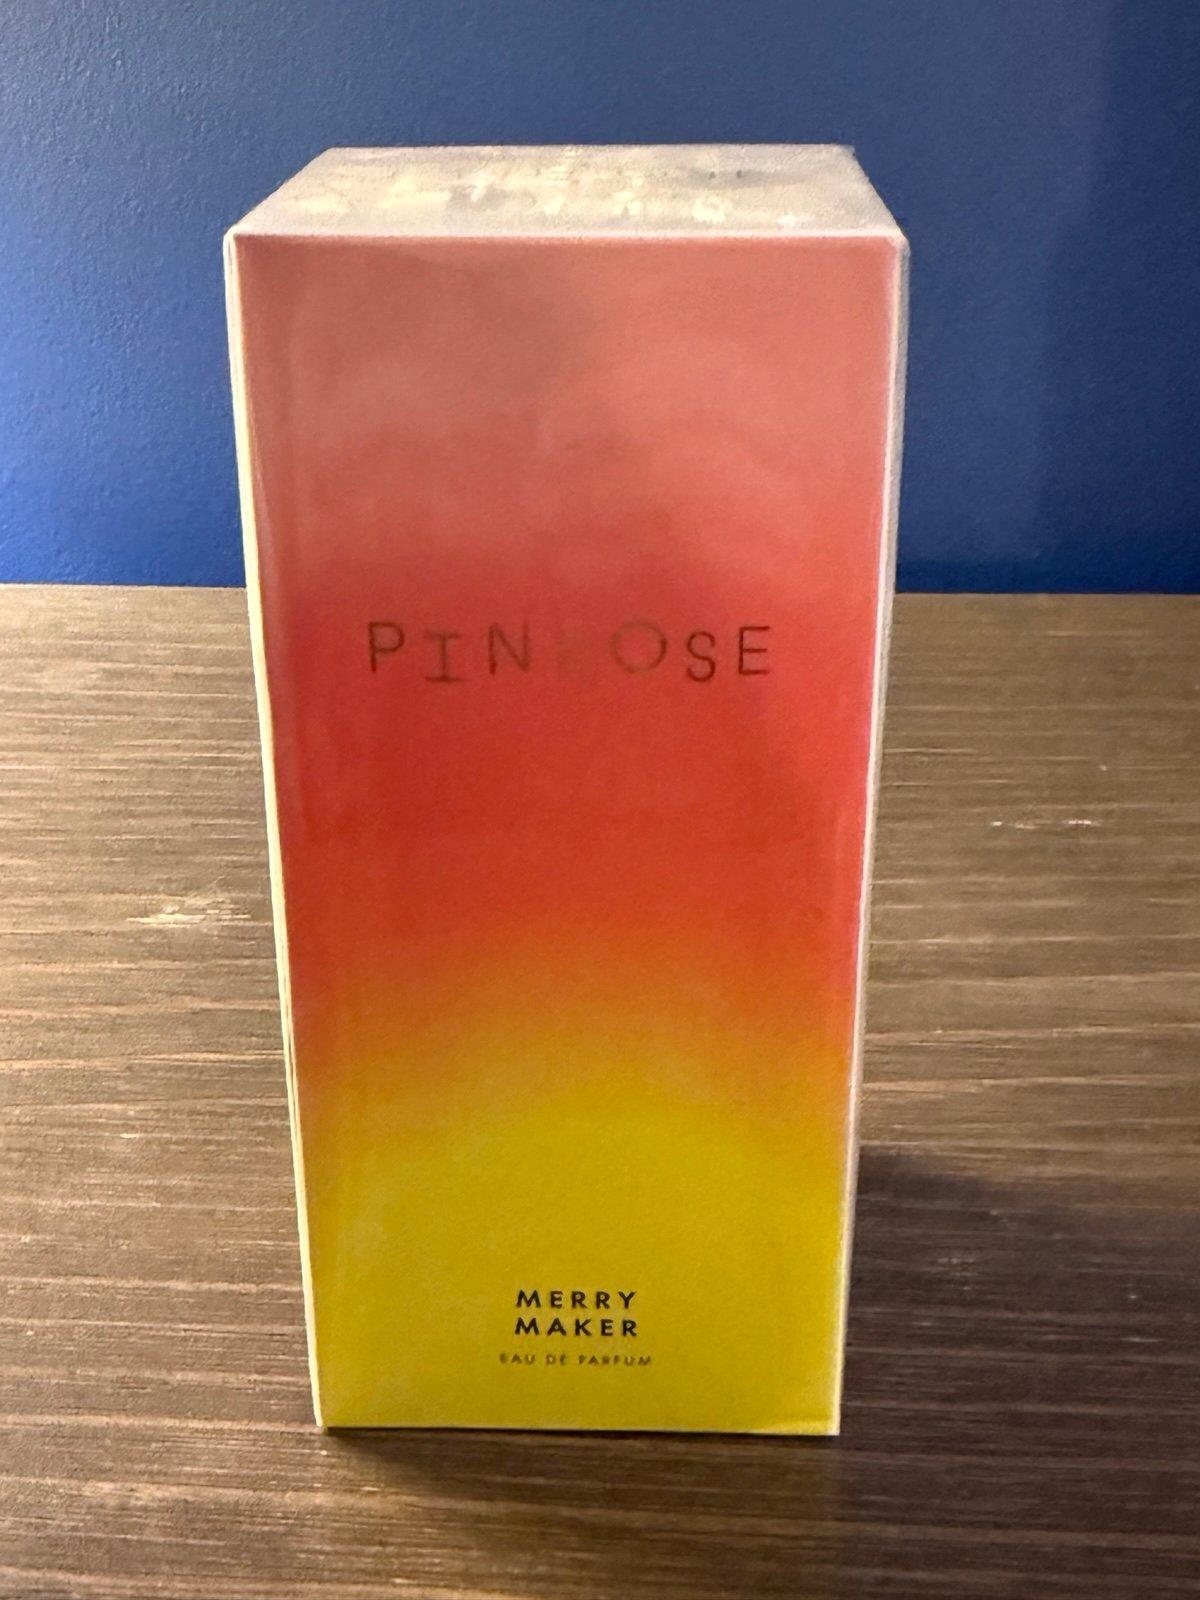 PINROSE
MERRY
MAKER
EAU DE PARFUM